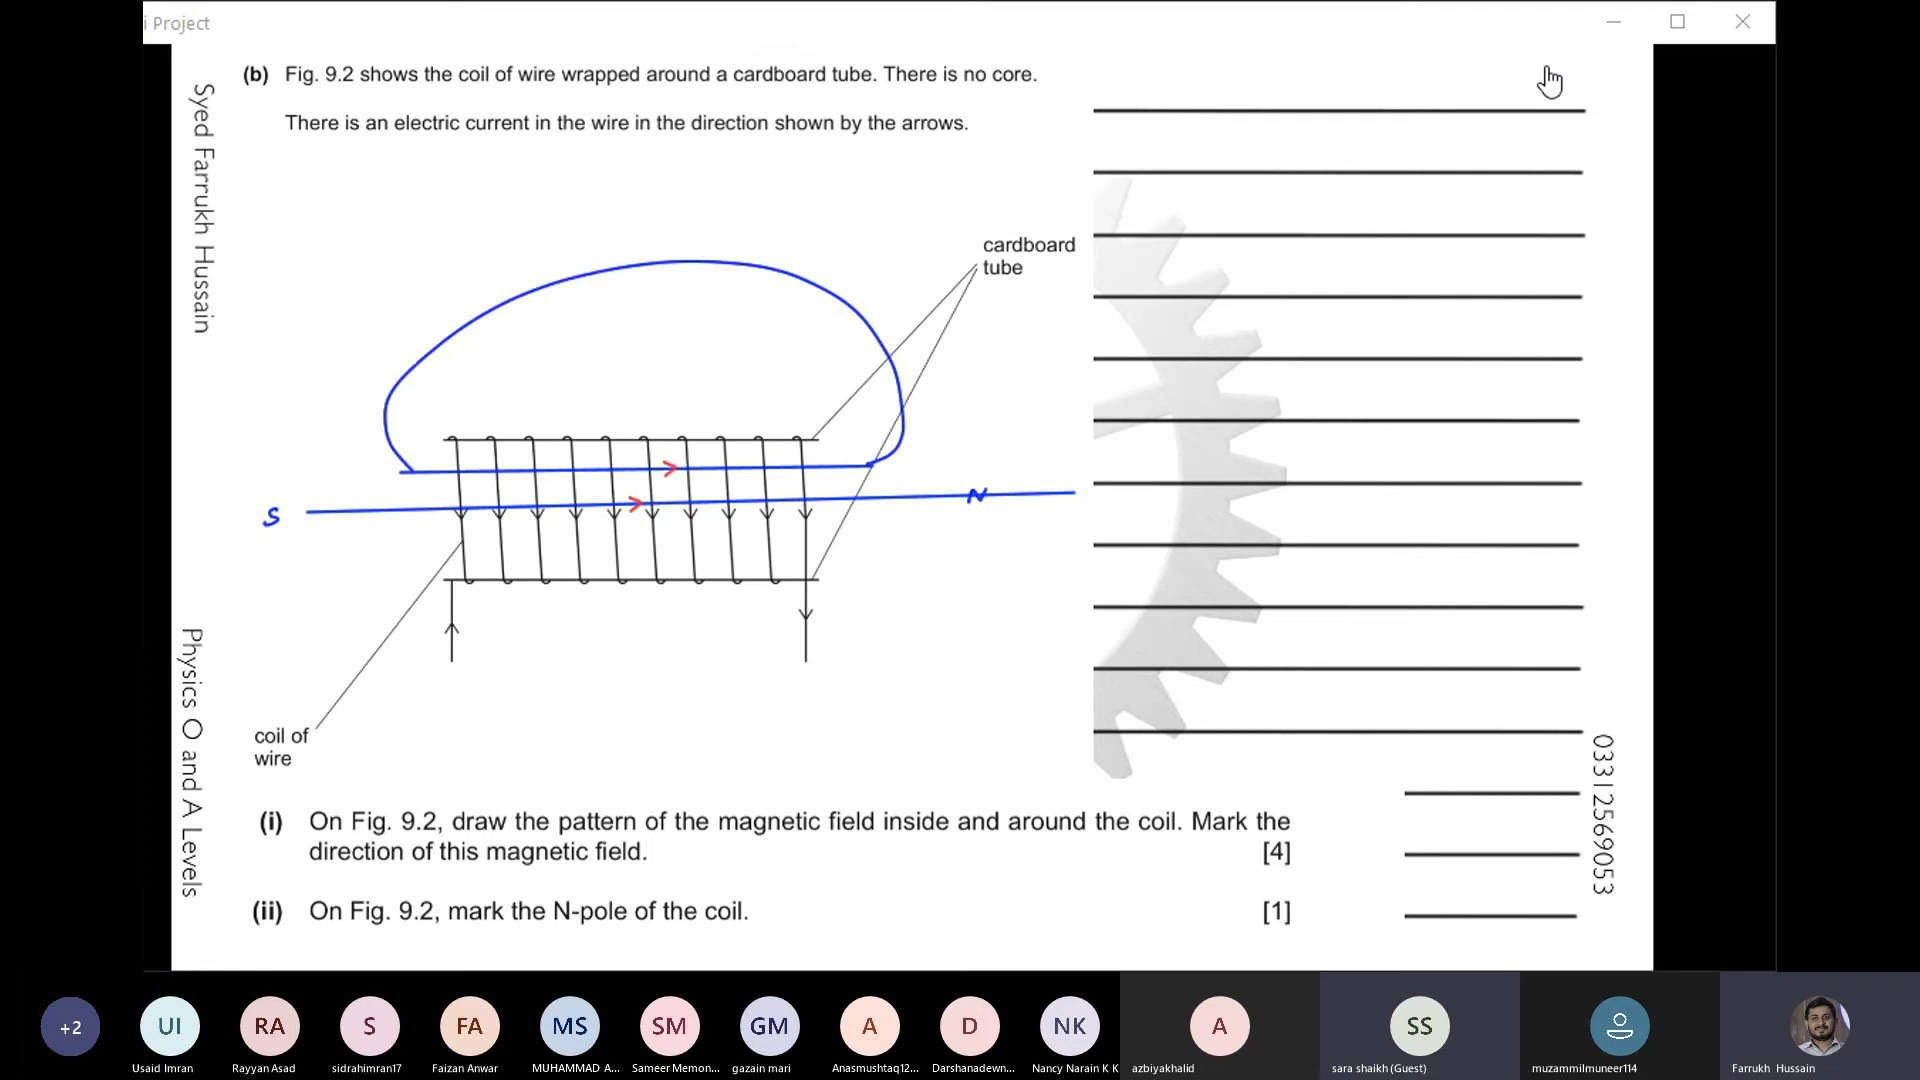 i Project
(b) Fig. 9.2 shows the coil of wire wrapped around a cardboard tube. There is no core.
There is an electric current in the wire in the direction shown by the arrows.
cardboard
tube
S
N
coil of
wire
(i) On Fig. 9.2, draw the pattern of the magnetic field inside and around the coil. Mark the
direction of this magnetic field. [4]
(ii) On Fig. 9.2, mark the N-pole of the coil. [1]
Syed Farrukh Hussain
Physics O and A Levels
03312569053
+2
UI
RA
S
FA
MS
SM
GM
A
D
NK
A
SS
Usaid Imran
Rayyan Asad
sidrahimran17
Faizan Anwar
MUHAMMAD A...
Sameer Memon...
gazain mari
Anasmushtaq12...
Darshanadewn...
Nancy Narain K K
azbiyakhalid
sara shaikh (Guest)
muzammilmuneer114
Farrukh Hussain